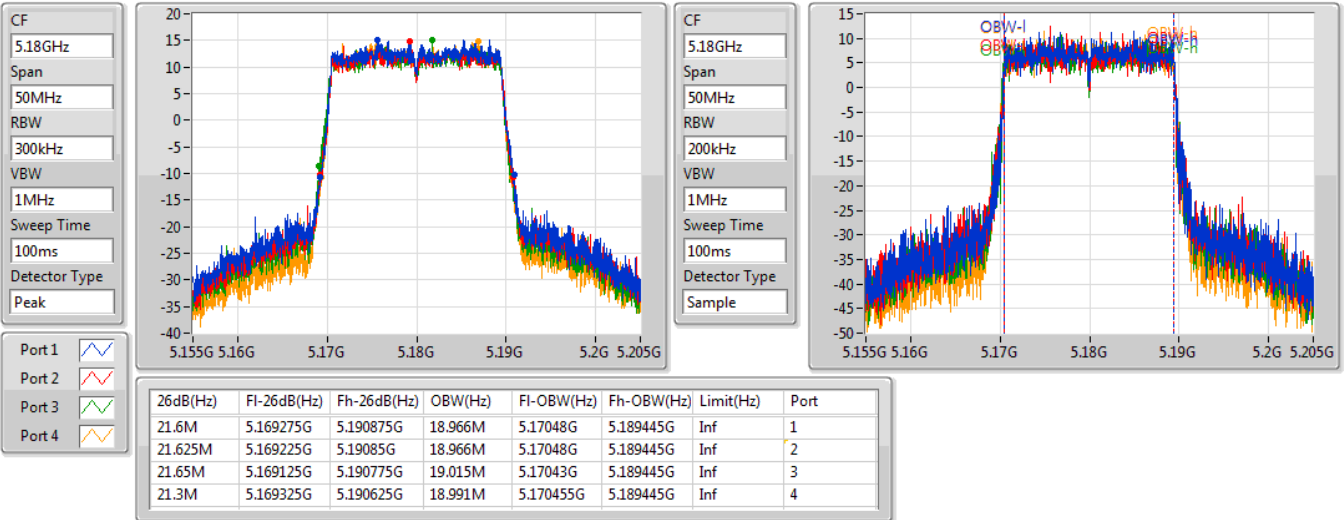 CF
5.18GHz
Span
50MHz
RBW
300kHz
VBW
1MHz
Sweep Time
100ms
Detector Type
Peak
20
15
10
5
0
-5
-10
-15
-20
-25
-30
-35
-40
5.155G 5.16G 5.17G 5.18G 5.19G 5.2G 5.205G
CF
5.18GHz
Span
50MHz
RBW
200kHz
VBW
1MHz
Sweep Time
100ms
Detector Type
Sample
15
10
5
0
-5
-10
-15
-20
-25
-30
-35
-40
-45
-50
OBW-l
5.155G 5.16G 5.17G 5.18G 5.19G 5.2G 5.205G
Port 1
Port 2
Port 3
Port 4
26dB(Hz) Fl-26dB(Hz) Fh-26dB(Hz) OBW(Hz) Fl-OBW(Hz) Fh-OBW(Hz) Limit(Hz) Port
21.6M 5.169275G 5.190875G 18.966M 5.17048G 5.189445G Inf 1
21.625M 5.169225G 5.19085G 18.966M 5.17048G 5.189445G Inf 2
21.65M 5.169125G 5.190775G 19.015M 5.17043G 5.189445G Inf 3
21.3M 5.169325G 5.190625G 18.991M 5.170455G 5.189445G Inf 4